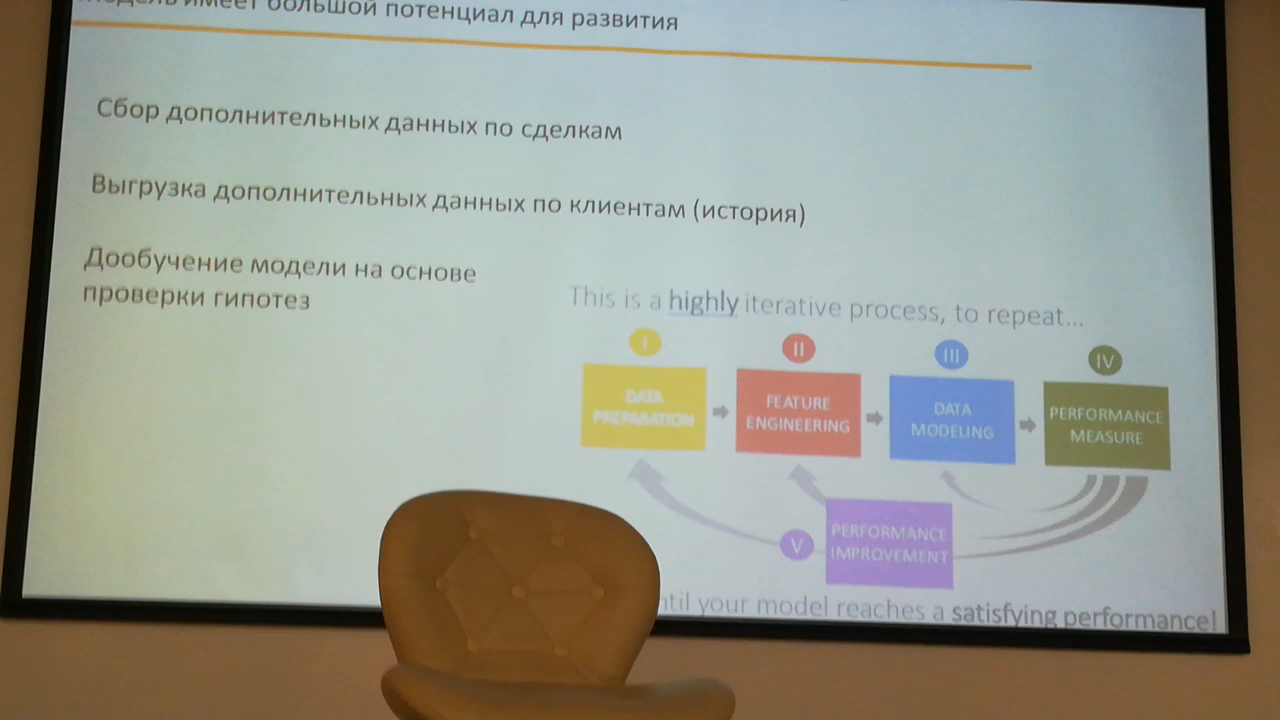 имеет большой потенциал для развития
Сбор дополнительных данных по сделкам
Выгрузка дополнительных данных по клиентам (история)
Дообучение модели на основе
проверки гипотез
This is a highly iterative process, to repeat...
I
II
III
IV
DATA
PREPARATION
FEATURE
ENGINEERING
DATA
MODELING
PERFORMANCE
MEASURE
V
PERFORMANCE
IMPROVEMENT
your model reaches a satisfying performance!